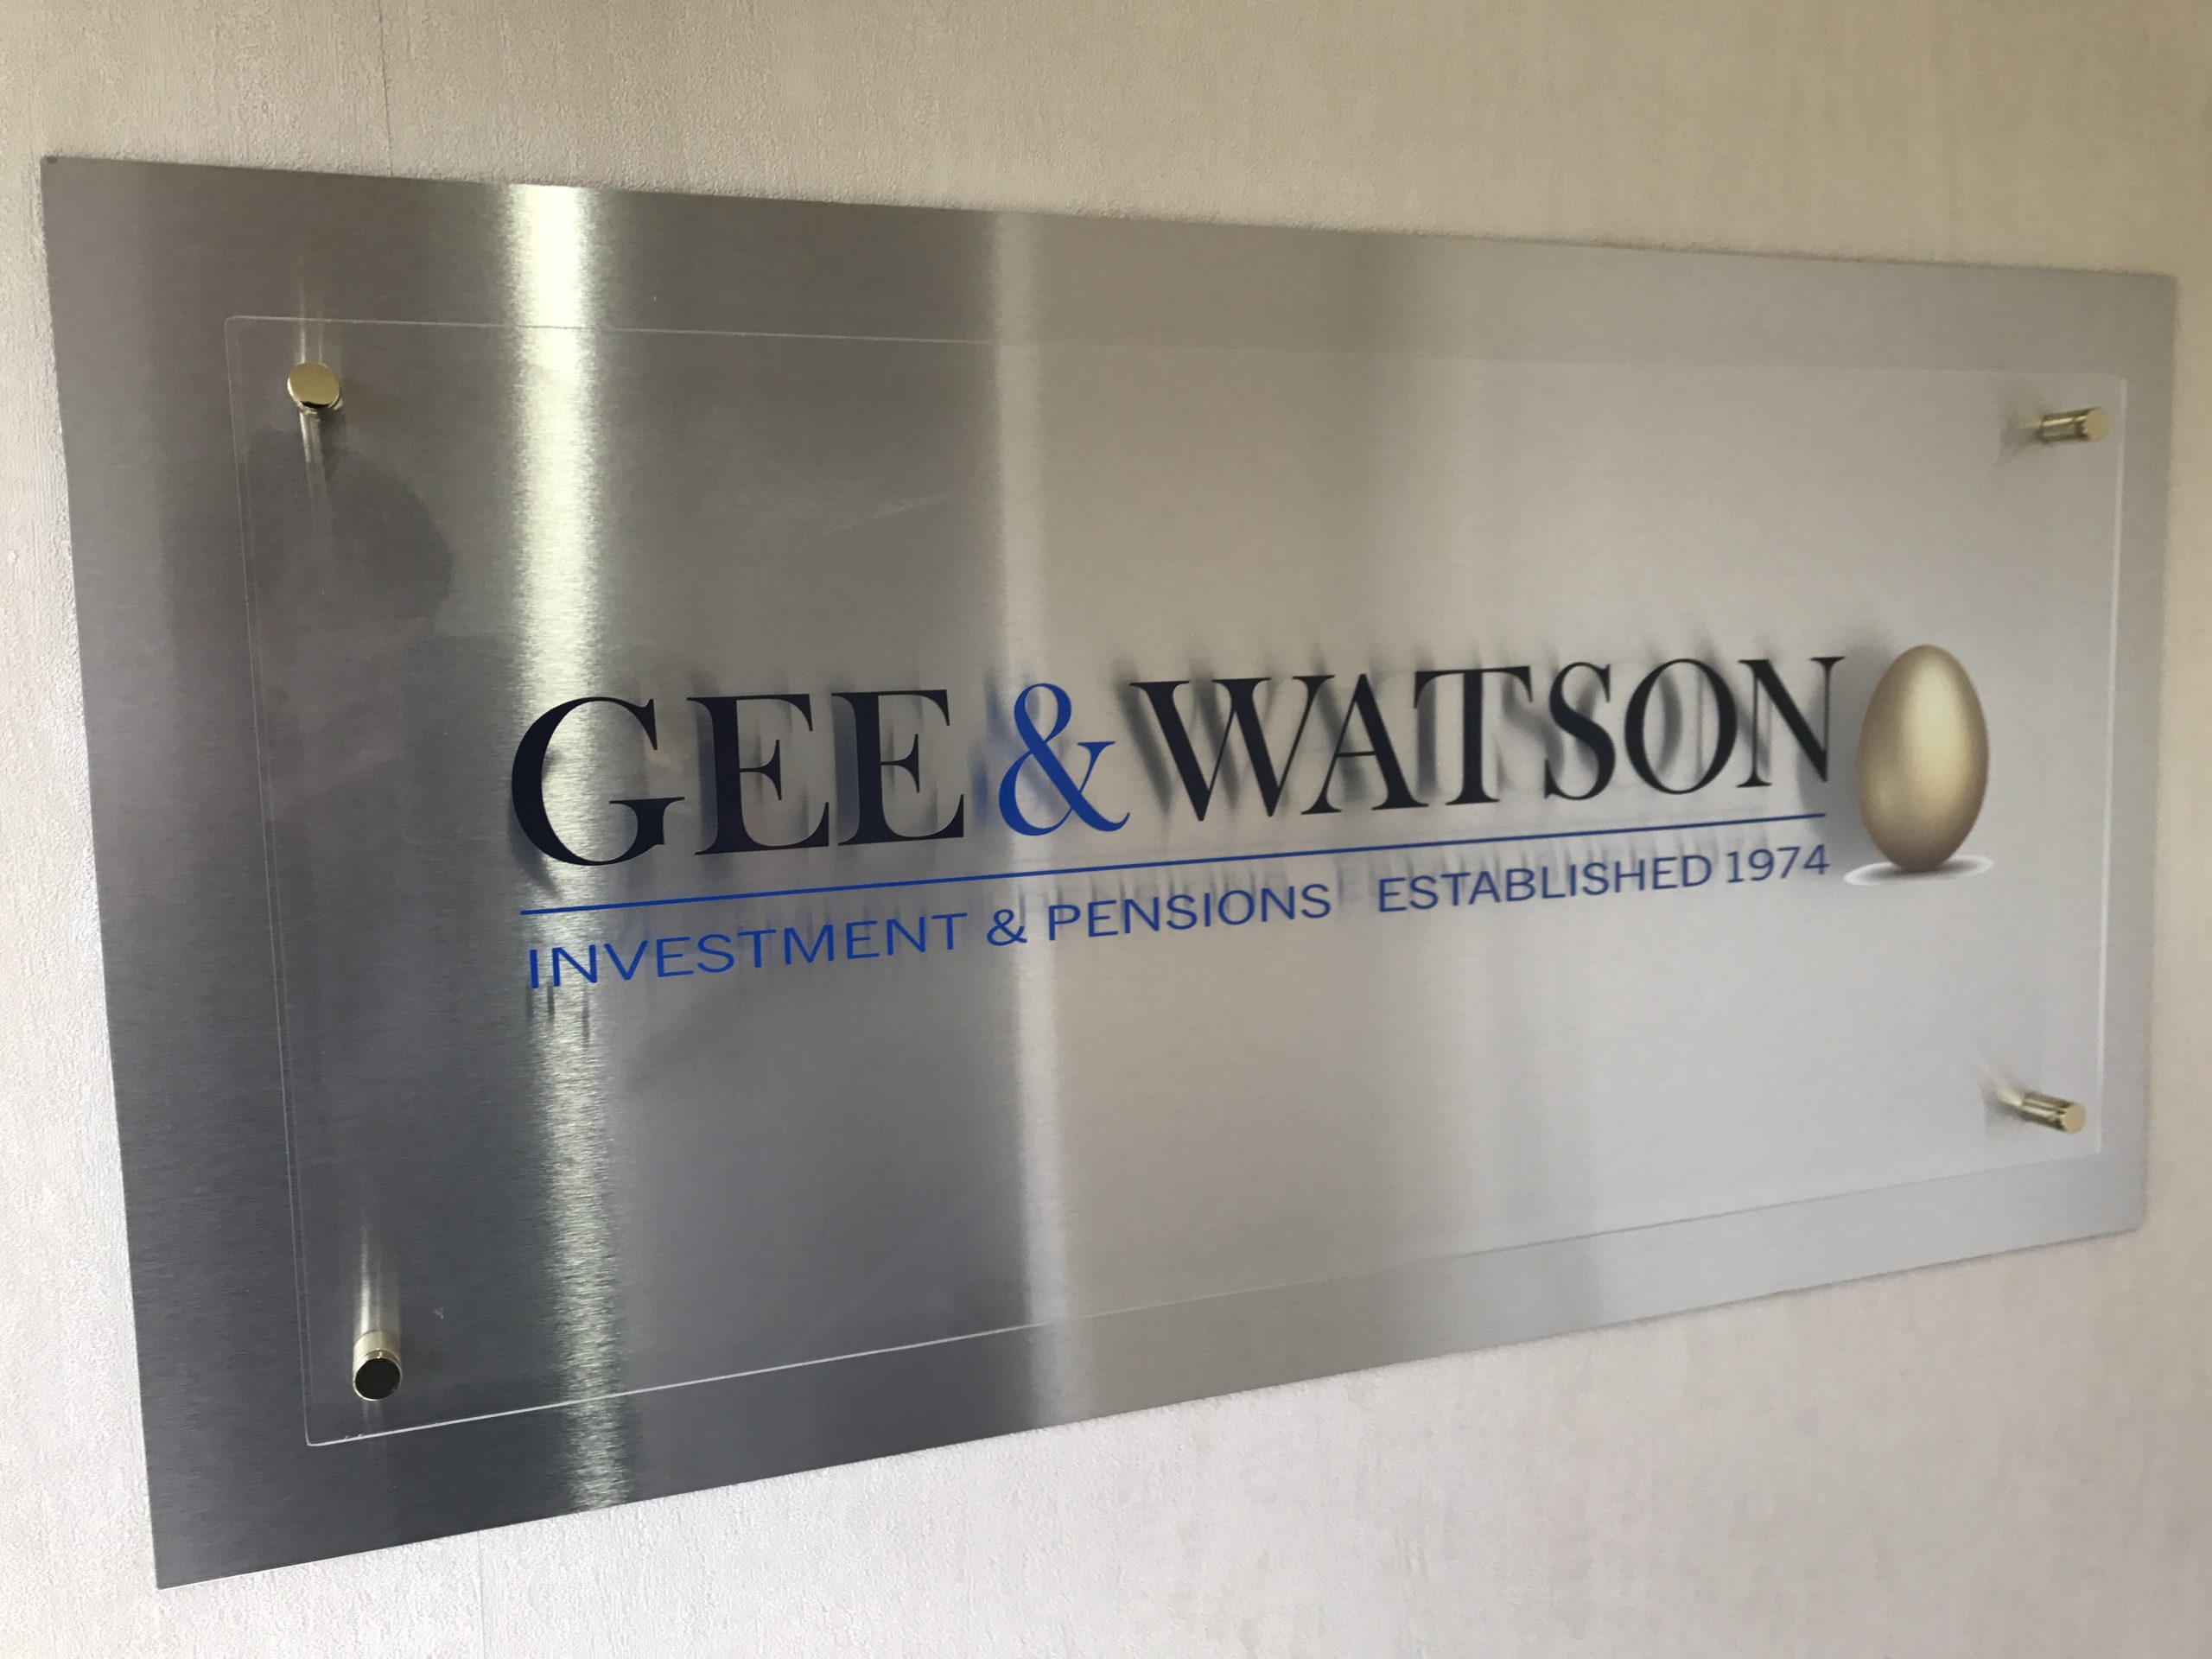 GEE & WATSON
INVESTMENT & PENSIONS ESTABLISHED 1974